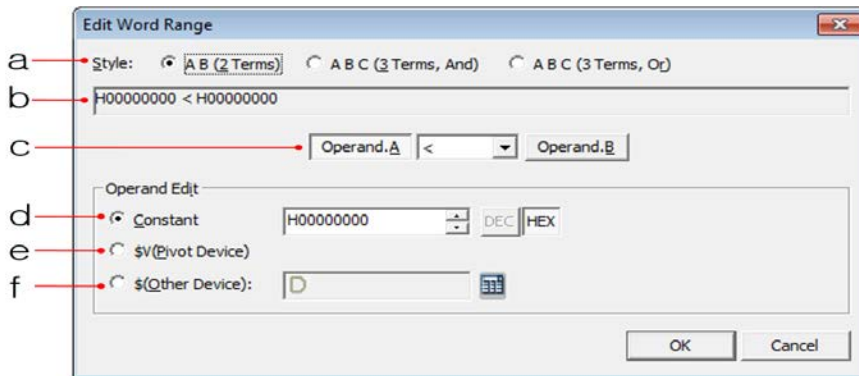 Edit Word Range
a Style: A B (2 Terms) A B C (3 Terms, And) A B C (3 Terms, Or)
b H00000000 < H00000000
c Operand.A < Operand.B
Operand Edit
d Constant H00000000 DEC HEX
e $V(Pivot Device)
f $(Other Device): D
OK Cancel